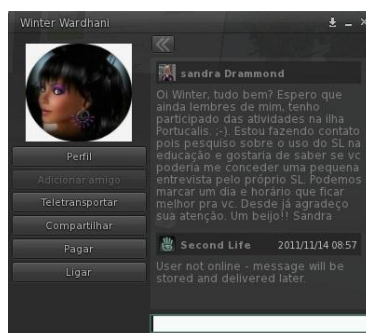 Winter Wardhani
sandra Drammond
Oi Winter, tudo bem? Espero que
ainda lembres de mim, tenho
participado das atividades na ilha
Portucalis. ;-). Estou fazendo contato
pois pesquiso sobre o uso do SL na
educação e gostaria de saber se vc
poderia me conceder uma pequena
entrevista pelo próprio SL. Podemos
marcar um dia e horário que ficar
melhor pra vc. Desde já agradeço
sua atenção. Um beijo!! Sandra
Second Life 2011/11/14 08:57
User not online - message will be
stored and delivered later.
Perfil
Adicionar amigo
Teletransportar
Compartilhar
Pagar
Ligar